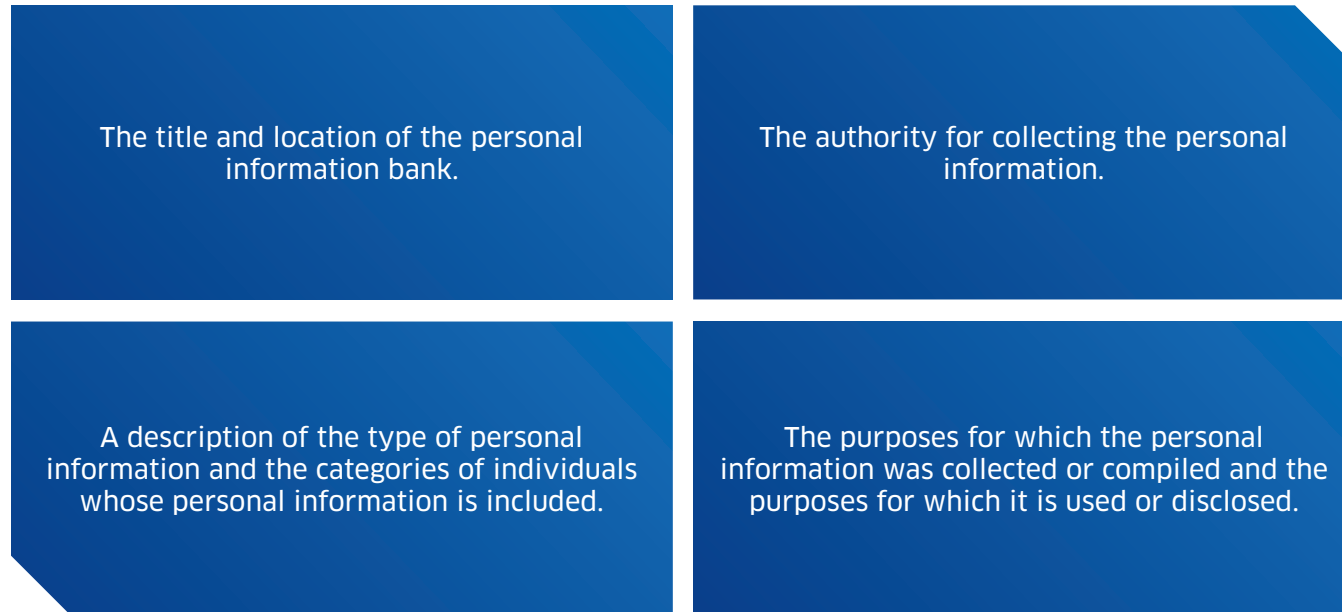 The title and location of the personal
information bank.
The authority for collecting the personal
information.
A description of the type of personal
information and the categories of individuals
whose personal information is included.
The purposes for which the personal
information was collected or compiled and the
purposes for which it is used or disclosed.